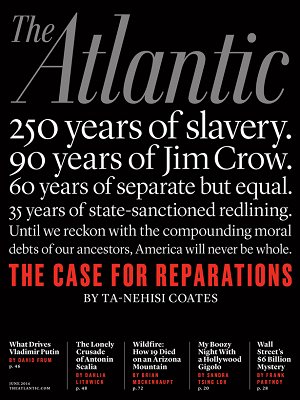 The
Atlantic
250 years of slavery.
90 years of Jim Crow.
60 years of separate but equal.
35 years of state-sanctioned redlining.
Until we reckon with the compounding moral
debts of our ancestors, America will never be whole.
THE CASE FOR REPARATIONS
BY TA-NEHISI COATES
What Drives
Vladimir Putin
BY DAVID FRUM
p. 46
The Lonely
Crusade
of Antonin
Scalia
BY DAHLIA
LITHWICK
p. 48
Wildfire:
How 19 Died
on an Arizona
Mountain
BY BRIAN
MOCKENHAUPT
p. 72
My Boozy
Night With a
Hollywood
Gigolo
BY SANDRA
TSING LOH
p. 20
Wall
Street's
$6 Billion
Mystery
BY FRANK
PARTNOY
p. 28
JUNE 2014
THEATLANTIC.COM